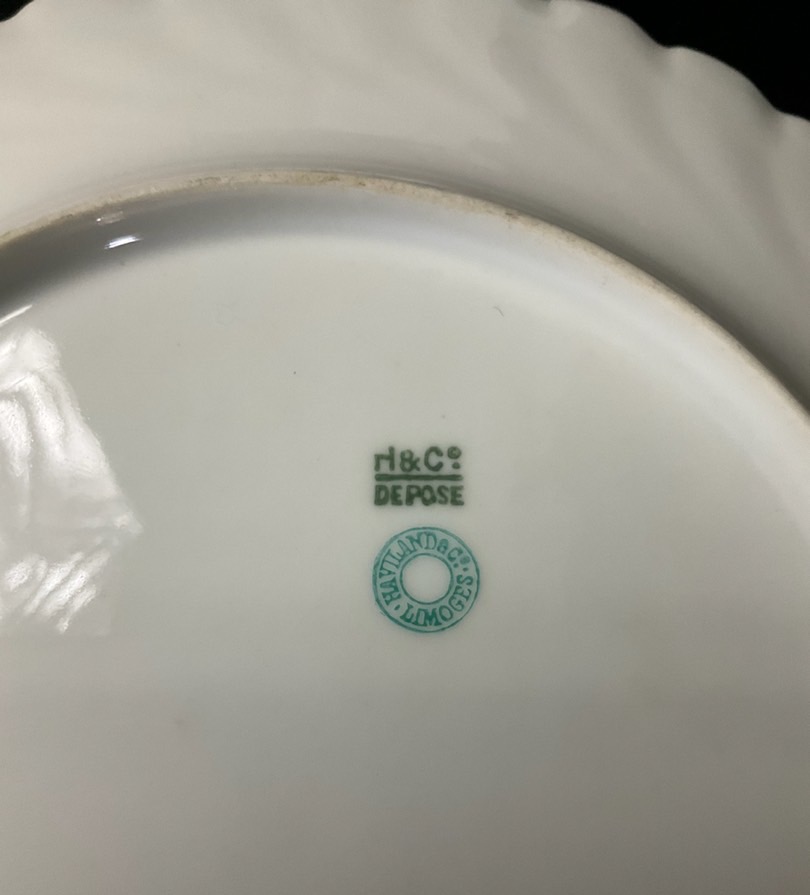 H&Cº
DEPOSE
HAVILAND&Cº.
LIMOGES